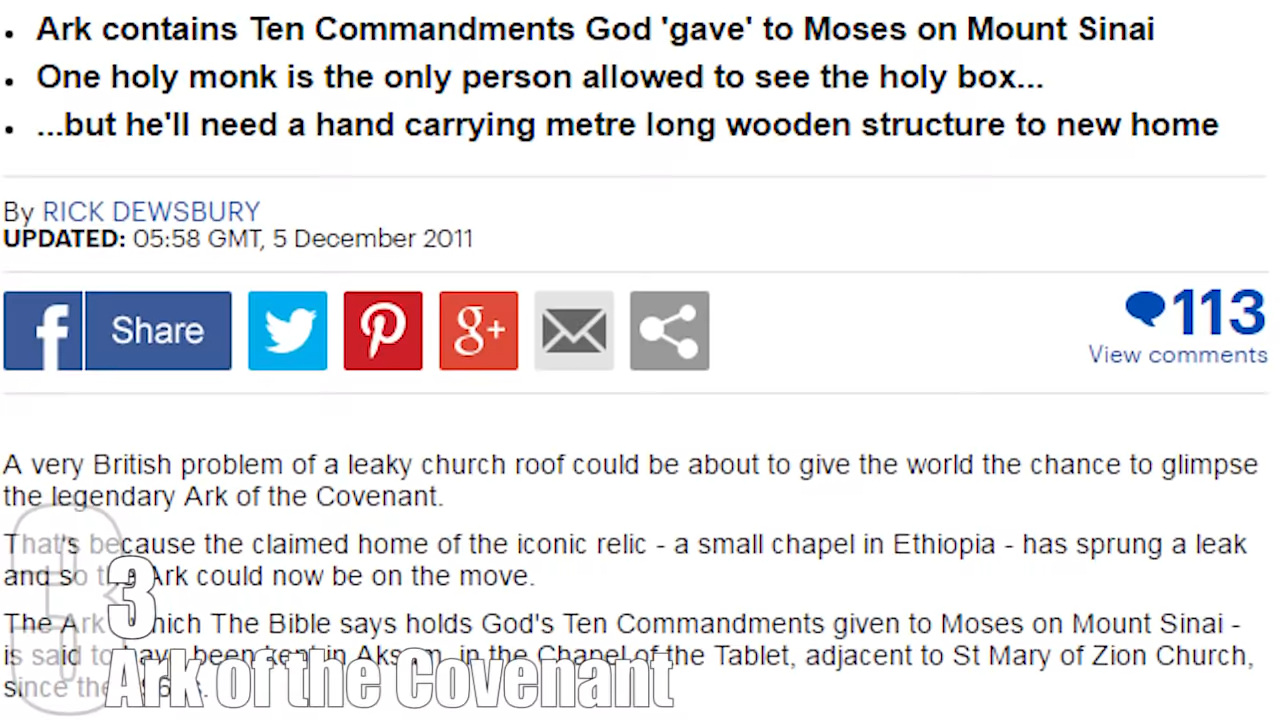 Ark contains Ten Commandments God 'gave' to Moses on Mount Sinai
One holy monk is the only person allowed to see the holy box...
...but he'll need a hand carrying metre long wooden structure to new home
By RICK DEWSBURY
UPDATED: 05:58 GMT, 5 December 2011
f Share
g+
113
View comments
A very British problem of a leaky church roof could be about to give the world the chance to glimpse
the legendary Ark of the Covenant.
That's because the claimed home of the iconic relic - a small chapel in Ethiopia - has sprung a leak
and so the Ark could now be on the move.
The Ark which The Bible says holds God's Ten Commandments given to Moses on Mount Sinai -
is said to have been kept in Aksum, in the Chapel of the Tablet, adjacent to St Mary of Zion Church,
since the
3
Ark of the Covenant